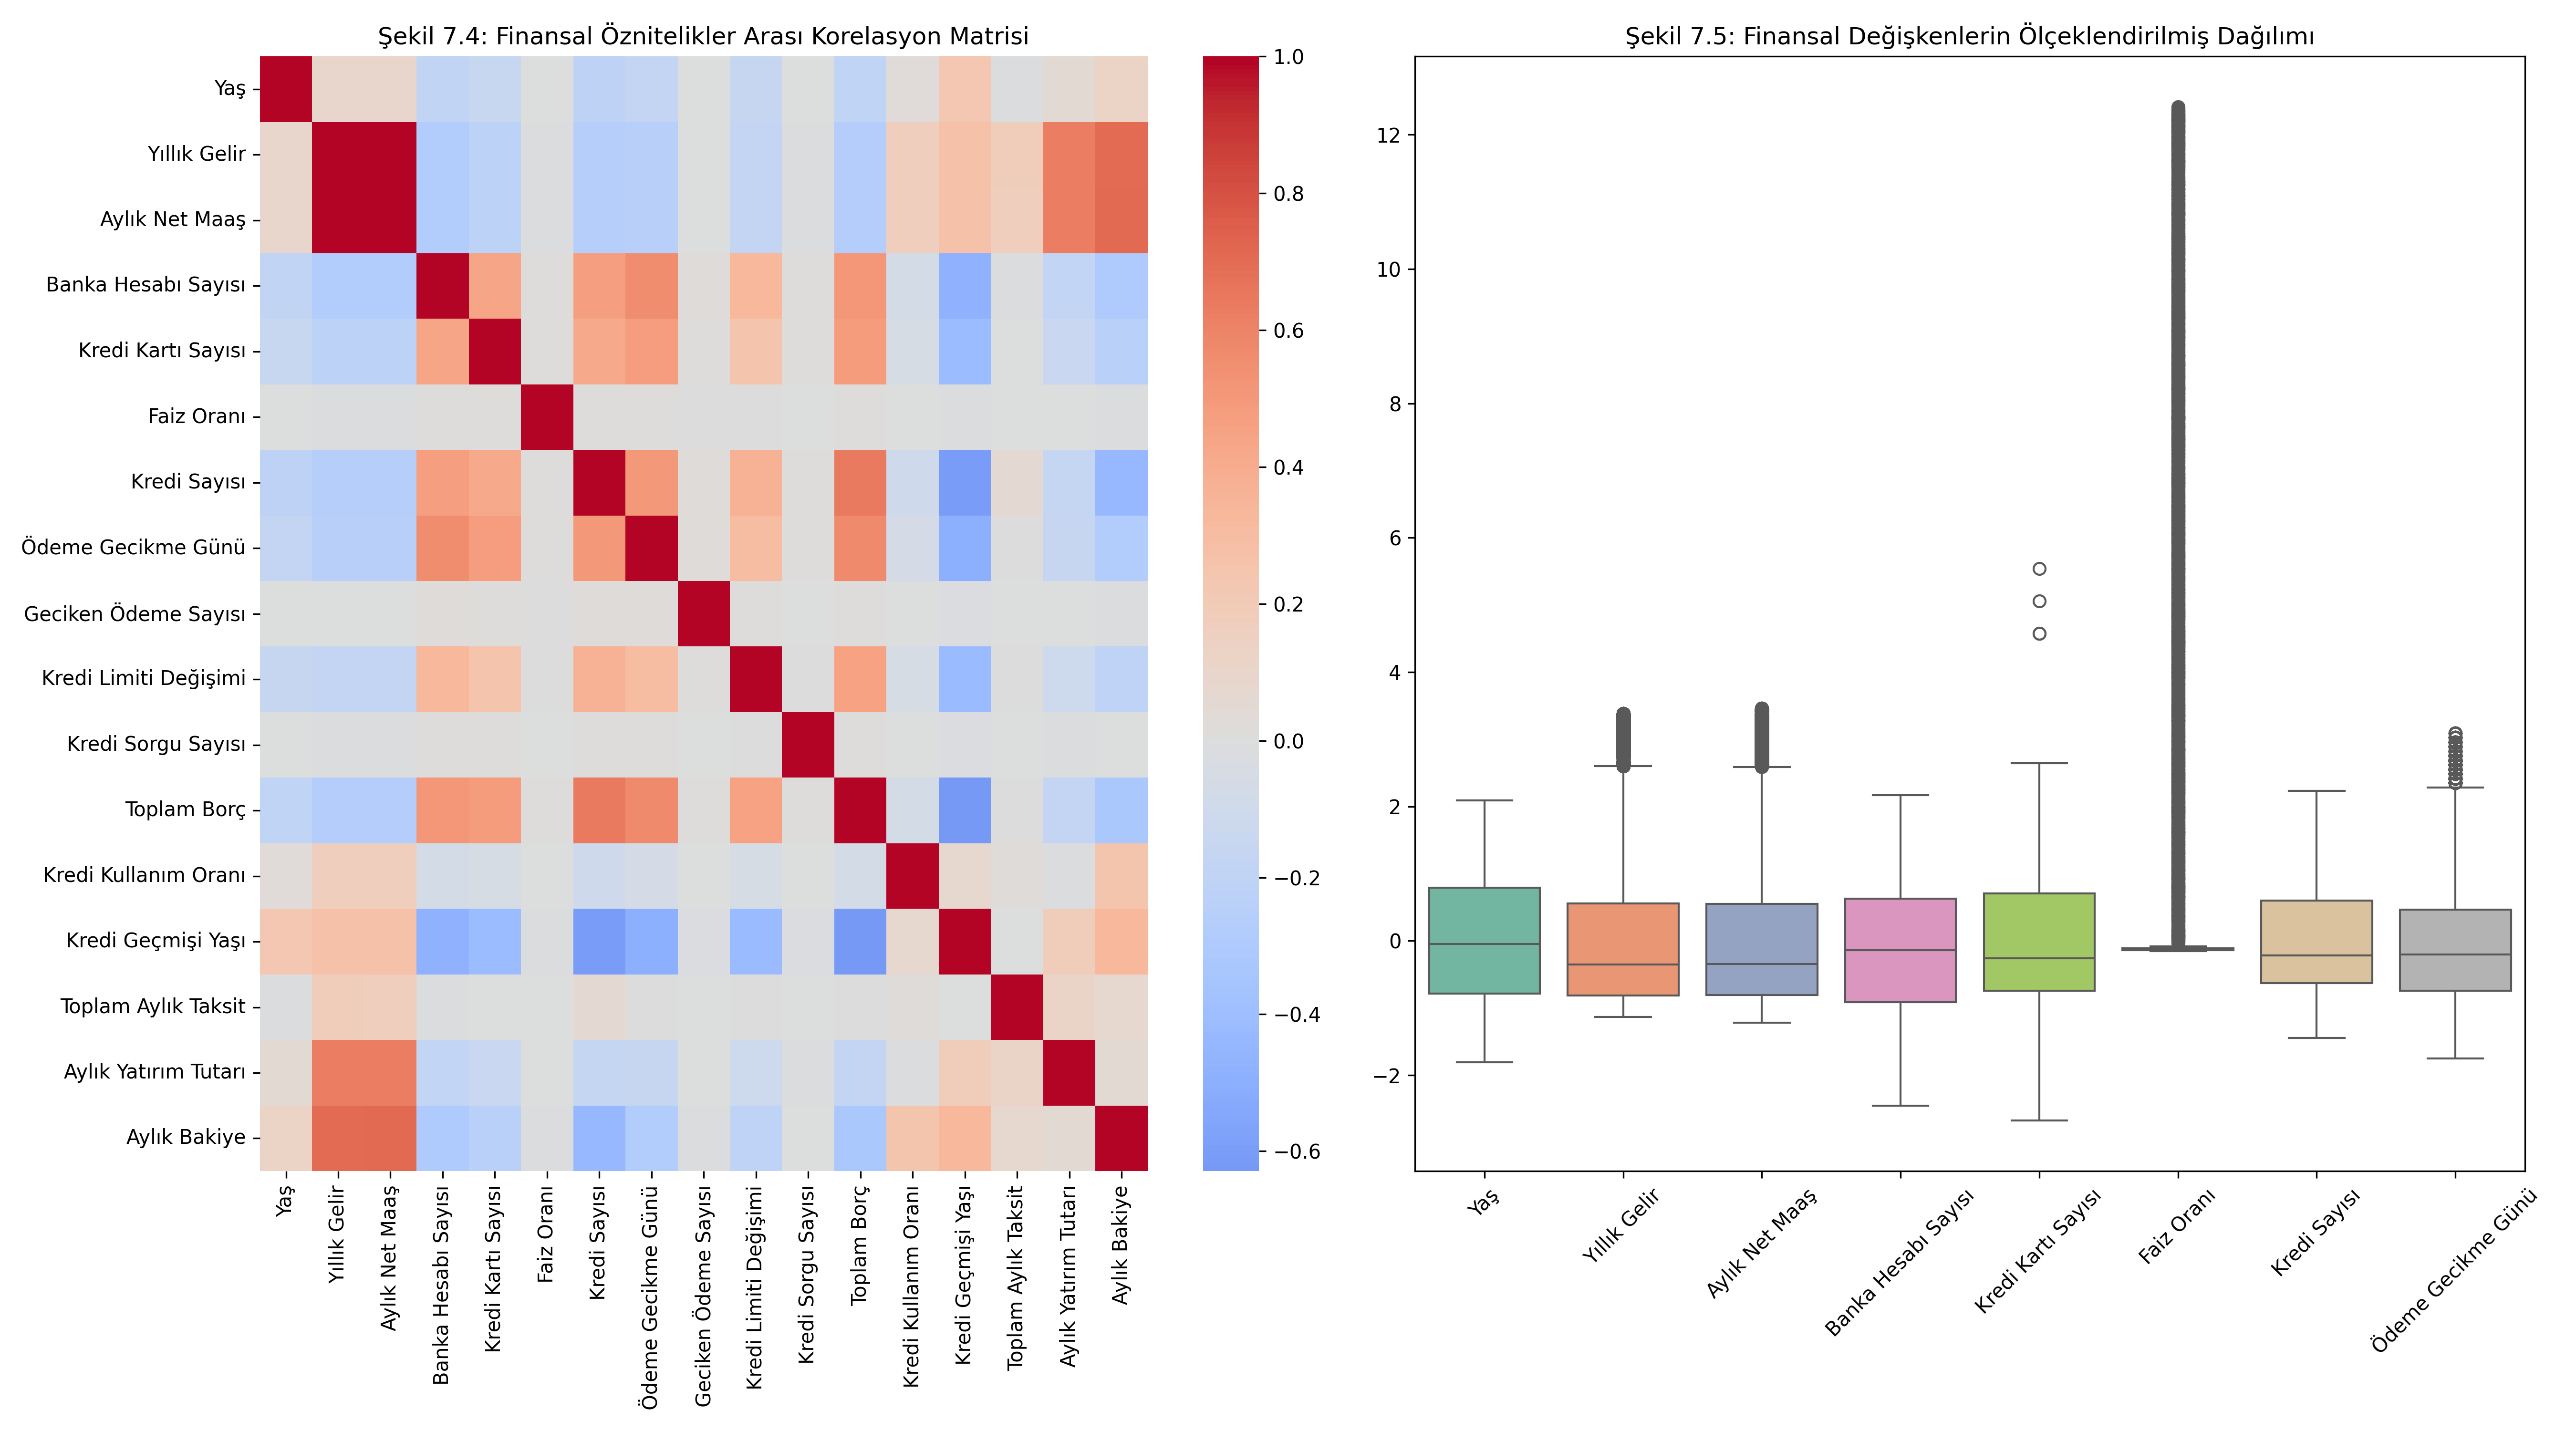 Şekil 7.4: Finansal Öznitelikler Arası Korelasyon Matrisi
Yaş
Yıllık Gelir
Aylık Net Maaş
Banka Hesabı Sayısı
Kredi Kartı Sayısı
Faiz Oranı
Kredi Sayısı
Ödeme Gecikme Günü
Geciken Ödeme Sayısı
Kredi Limiti Değişimi
Kredi Sorgu Sayısı
Toplam Borç
Kredi Kullanım Oranı
Kredi Geçmişi Yaşı
Toplam Aylık Taksit
Aylık Yatırım Tutarı
Aylık Bakiye
Yaş
Yıllık Gelir
Aylık Net Maaş
Banka Hesabı Sayısı
Kredi Kartı Sayısı
Faiz Oranı
Kredi Sayısı
Ödeme Gecikme Günü
Geciken Ödeme Sayısı
Kredi Limiti Değişimi
Kredi Sorgu Sayısı
Toplam Borç
Kredi Kullanım Oranı
Kredi Geçmişi Yaşı
Toplam Aylık Taksit
Aylık Yatırım Tutarı
Aylık Bakiye
1.0
0.8
0.6
0.4
0.2
0.0
−0.2
−0.4
−0.6
Şekil 7.5: Finansal Değişkenlerin Ölçeklendirilmiş Dağılımı
12
10
8
6
4
2
0
−2
Yaş
Yıllık Gelir
Aylık Net Maaş
Banka Hesabı Sayısı
Kredi Kartı Sayısı
Faiz Oranı
Kredi Sayısı
Ödeme Gecikme Günü